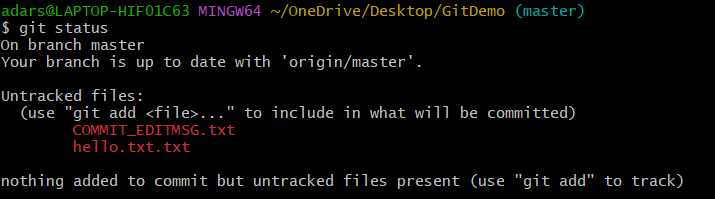 adars@LAPTOP-HIF01C63 MINGW64 ~/OneDrive/Desktop/GitDemo (master)
$ git status
On branch master
Your branch is up to date with 'origin/master'.

Untracked files:
  (use "git add <file>..." to include in what will be committed)
        COMMIT_EDITMSG.txt
        hello.txt.txt

nothing added to commit but untracked files present (use "git add" to track)